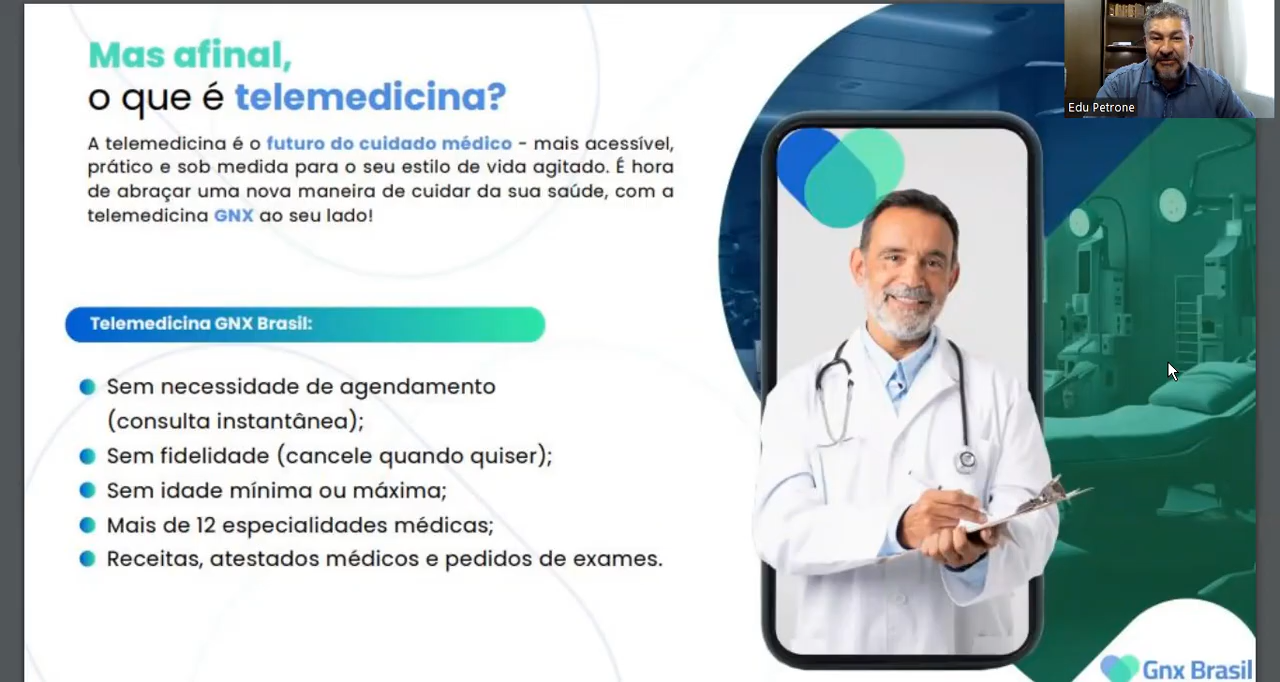 Mas afinal,
o que é telemedicina?
A telemedicina é o futuro do cuidado médico - mais acessível,
prático e sob medida para o seu estilo de vida agitado. É hora
de abraçar uma nova maneira de cuidar da sua saúde, com a
telemedicina GNX ao seu lado!
Telemedicina GNX Brasil:
Sem necessidade de agendamento
(consulta instantânea);
Sem fidelidade (cancele quando quiser);
Sem idade mínima ou máxima;
Mais de 12 especialidades médicas;
Receitas, atestados médicos e pedidos de exames.
Edu Petrone
Gnx Brasil